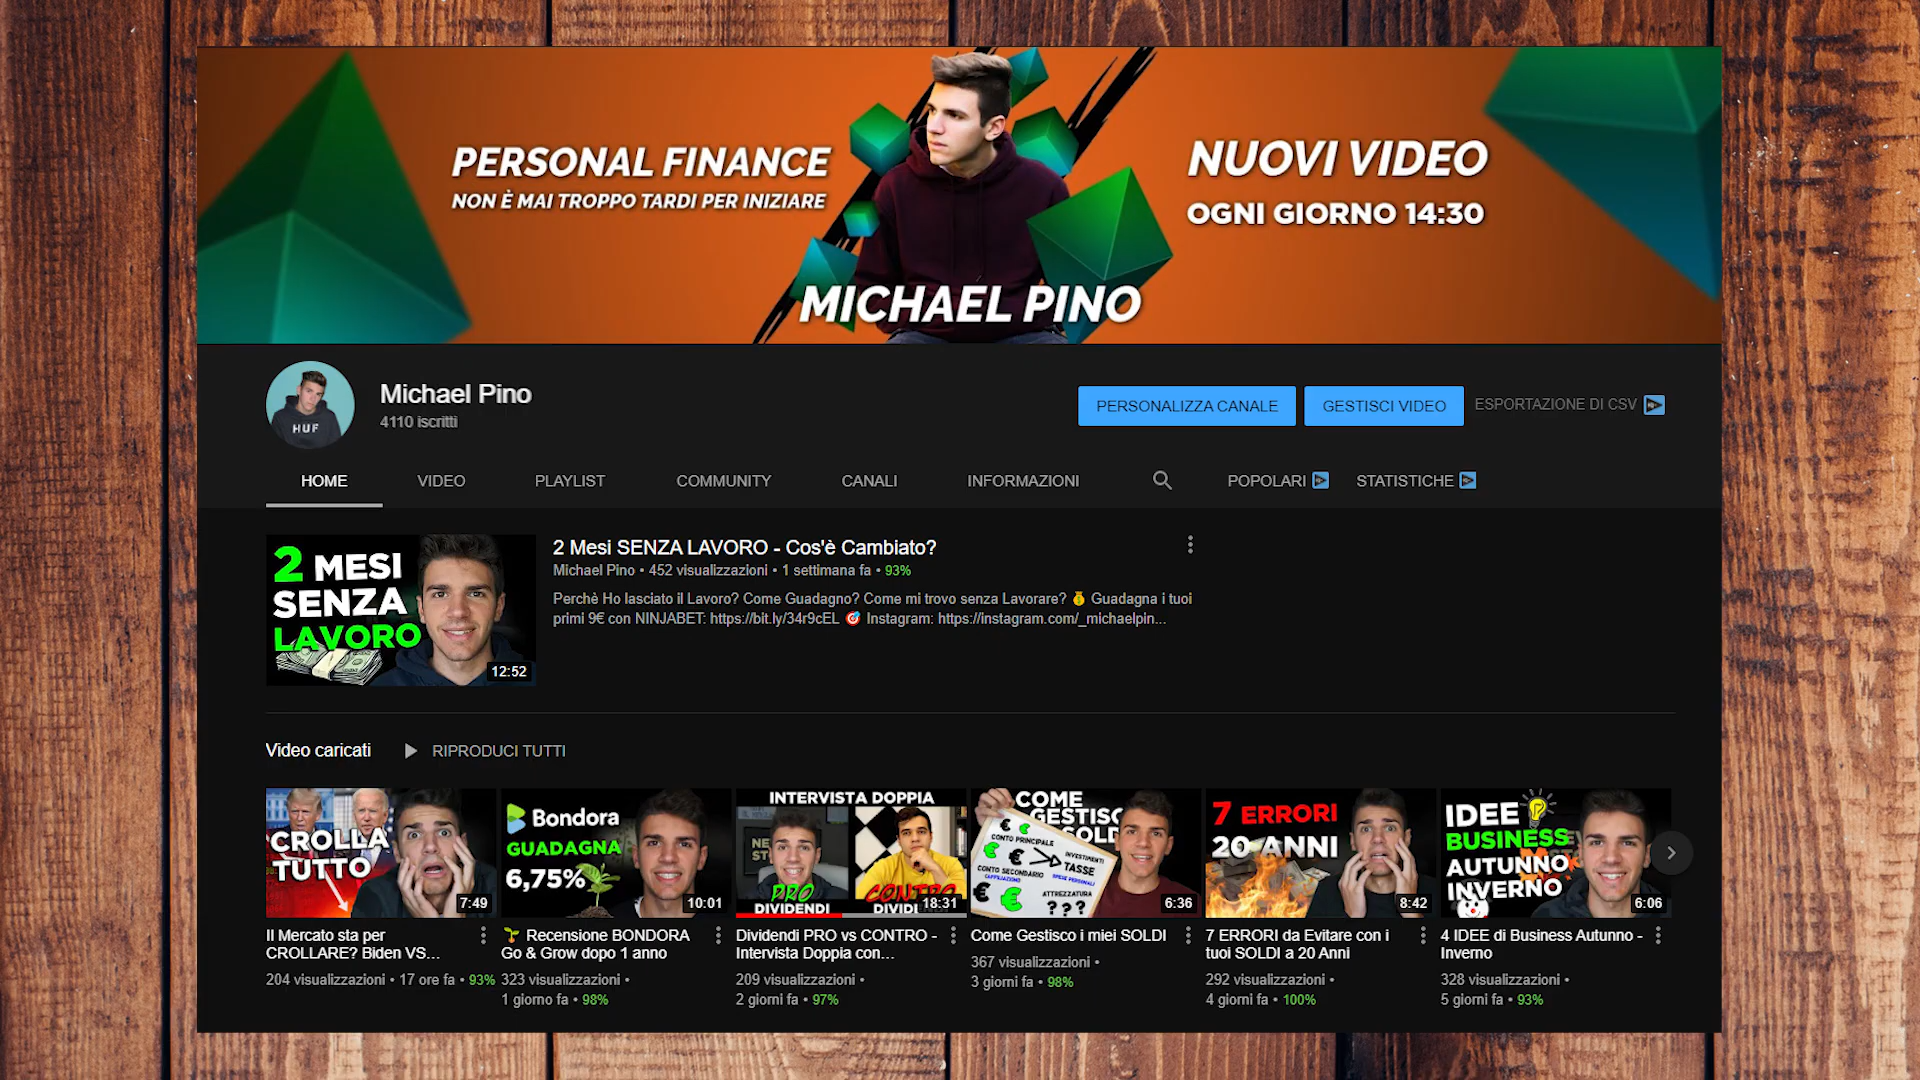 PERSONAL FINANCE
NON È MAI TROPPO TARDI PER INIZIARE
NUOVI VIDEO
OGNI GIORNO 14:30
MICHAEL PINO
HUF
Michael Pino
4110 iscritti
PERSONALIZZA CANALE
GESTISCI VIDEO
ESPORTAZIONE DI CSV
HOME
VIDEO
PLAYLIST
COMMUNITY
CANALI
INFORMAZIONI
POPOLARI
STATISTICHE
2 MESI
SENZA
LAVORO
12:52
2 Mesi SENZA LAVORO - Cos'è Cambiato?
Michael Pino • 452 visualizzazioni • 1 settimana fa • 93%
Perchè Ho lasciato il Lavoro? Come Guadagno? Come mi trovo senza Lavorare? 💰 Guadagna i tuoi
primi 9€ con NINJABET: https://bit.ly/34r9cEL 🎯 Instagram: https://instagram.com/_michaelpin...
Video caricati
RIPRODUCI TUTTI
CROLLA
TUTTO
7:49
Il Mercato sta per
CROLLARE? Biden VS...
204 visualizzazioni • 17 ore fa • 93%
Bondora
GUADAGNA
6,75%
10:01
🌱 Recensione BONDORA
Go & Grow dopo 1 anno
323 visualizzazioni •
1 giorno fa • 98%
INTERVISTA DOPPIA
PRO
DIVIDENDI
CONTRO
18:31
Dividendi PRO vs CONTRO -
Intervista Doppia con...
209 visualizzazioni •
2 giorni fa • 97%
COME
CONTO PRINCIPALE
INVESTIMENTI
TASSE
CONTO SECONDARIO
SPESE PERSONALI
ATTREZZATURA
???
6:36
Come Gestisco i miei SOLDI
367 visualizzazioni •
3 giorni fa • 98%
7 ERRORI
20 ANNI
8:42
7 ERRORI da Evitare con i
tuoi SOLDI a 20 Anni
292 visualizzazioni •
4 giorni fa • 100%
IDEE
BUSINESS
AUTUNNO
INVERNO
6:06
4 IDEE di Business Autunno -
Inverno
328 visualizzazioni •
5 giorni fa • 93%